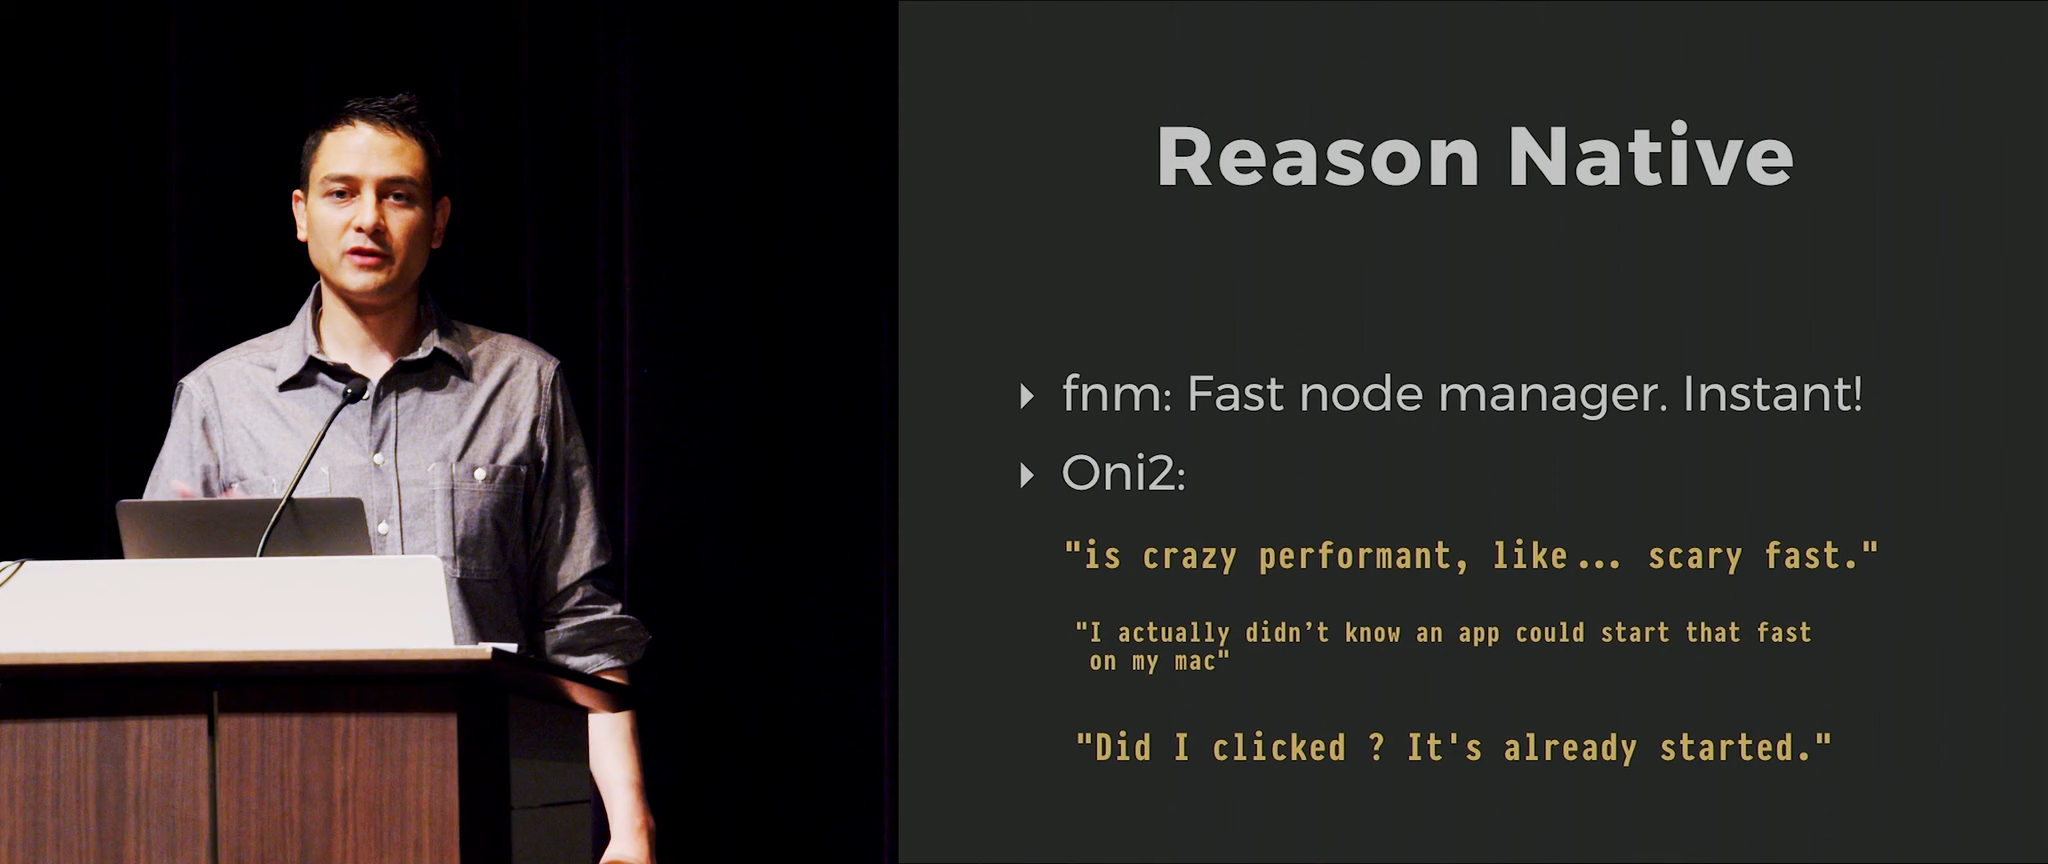 Reason Native
fnm: Fast node manager. Instant!
Oni2:
"is crazy performant, like... scary fast."
"I actually didn’t know an app could start that fast
on my mac"
"Did I clicked ? It's already started."